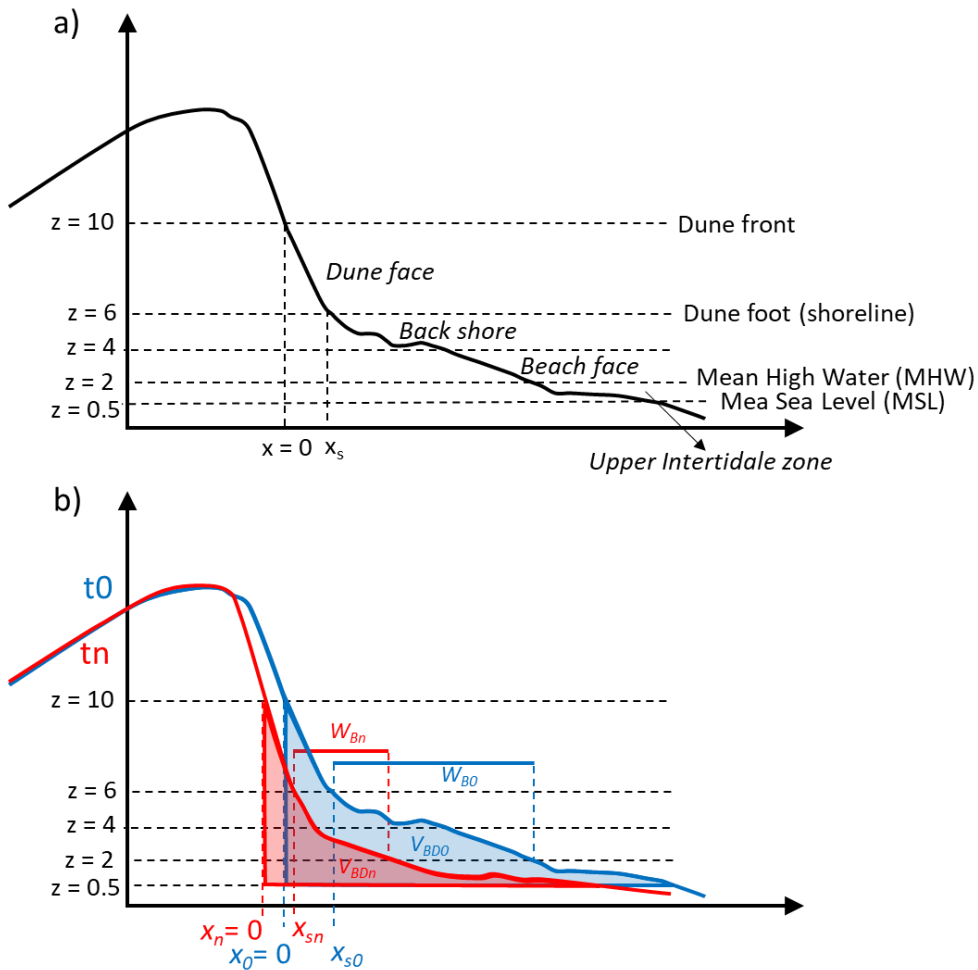 a)
z = 10
Dune front
Dune face
z = 6
Dune foot (shoreline)
Back shore
z = 4
Beach face
z = 2
Mean High Water (MHW)
z = 0.5
Mea Sea Level (MSL)
x = 0
xs
Upper Intertidale zone
b)
t0
tn
z = 10
WBn
WB0
z = 6
z = 4
VBD0
z = 2
VBDn
z = 0.5
xn= 0
xsn
x0= 0
xs0